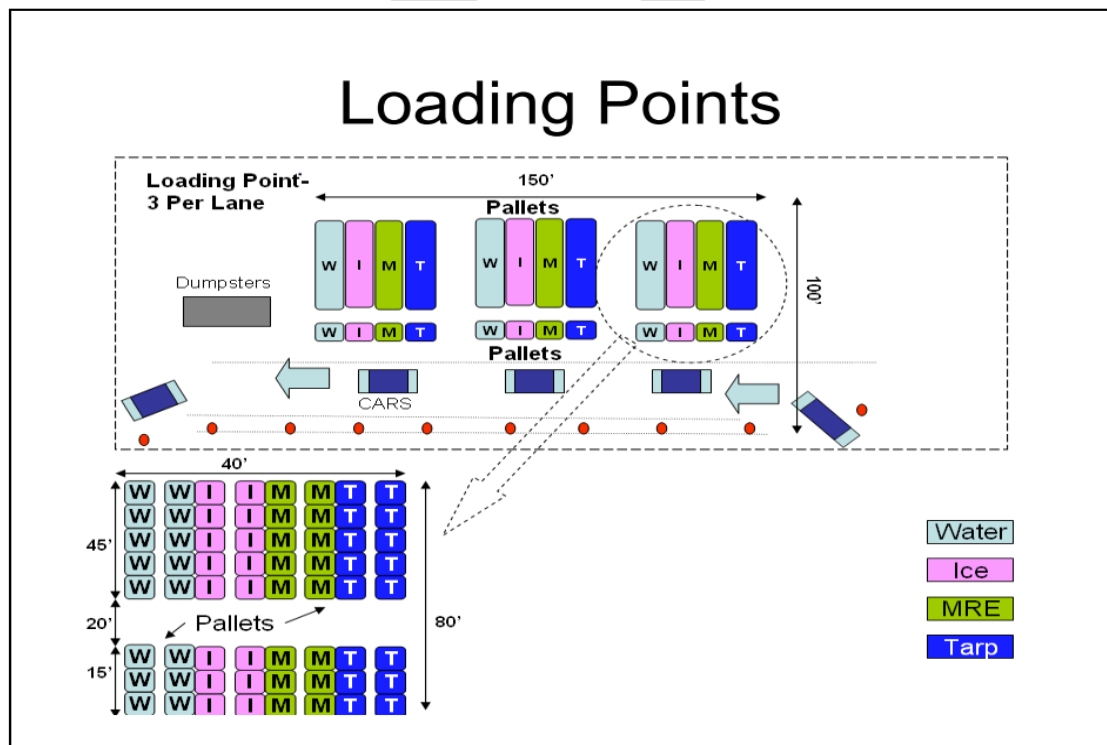 Loading Points
Loading Point-
3 Per Lane
150’
Pallets
W I M T W I M T W I M T
100’
Dumpsters
W I M T W I M T W I M T
Pallets
CARS
40’
W W I I M M T T
W W I I M M T T
45’ W W I I M M T T
W W I I M M T T
W W I I M M T T
20’ Pallets 80’
W W I I M M T T
15’ W W I I M M T T
W W I I M M T T
Water
Ice
MRE
Tarp